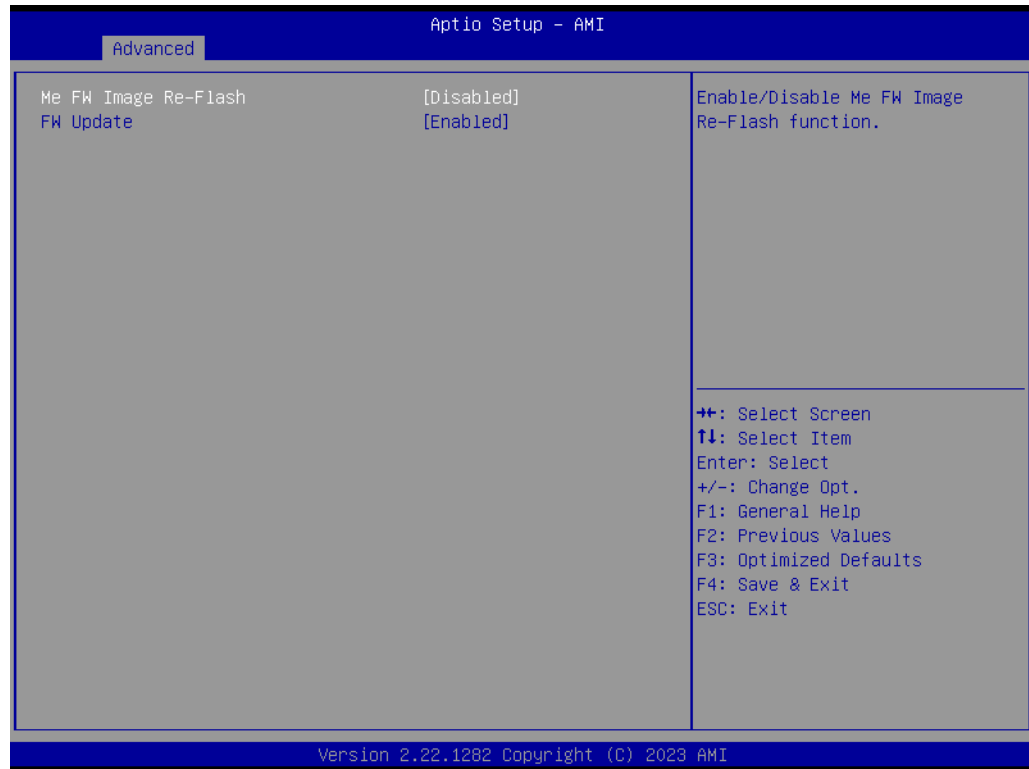 Aptio Setup – AMI
Advanced
Me FW Image Re-Flash [Disabled]
FW Update [Enabled]
Enable/Disable Me FW Image
Re-Flash function.
→←: Select Screen
↑↓: Select Item
Enter: Select
+/-: Change Opt.
F1: General Help
F2: Previous Values
F3: Optimized Defaults
F4: Save & Exit
ESC: Exit
Version 2.22.1282 Copyright (C) 2023 AMI